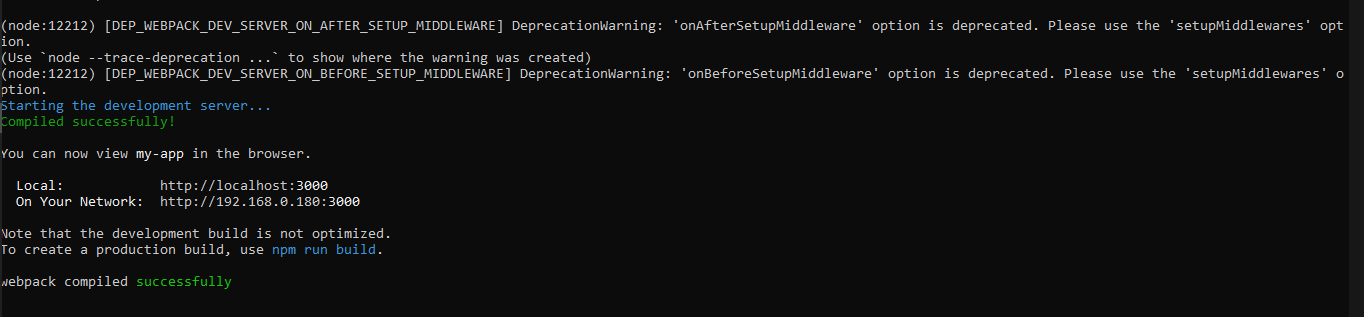 (node:12212) [DEP_WEBPACK_DEV_SERVER_ON_AFTER_SETUP_MIDDLEWARE] DeprecationWarning: 'onAfterSetupMiddleware' option is deprecated. Please use the 'setupMiddlewares' opt
ion.
(Use `node --trace-deprecation ...` to show where the warning was created)
(node:12212) [DEP_WEBPACK_DEV_SERVER_ON_BEFORE_SETUP_MIDDLEWARE] DeprecationWarning: 'onBeforeSetupMiddleware' option is deprecated. Please use the 'setupMiddlewares' o
ption.
Starting the development server...
Compiled successfully!
You can now view my-app in the browser.
Local: http://localhost:3000
On Your Network: http://192.168.0.180:3000
Note that the development build is not optimized.
To create a production build, use npm run build.
webpack compiled successfully